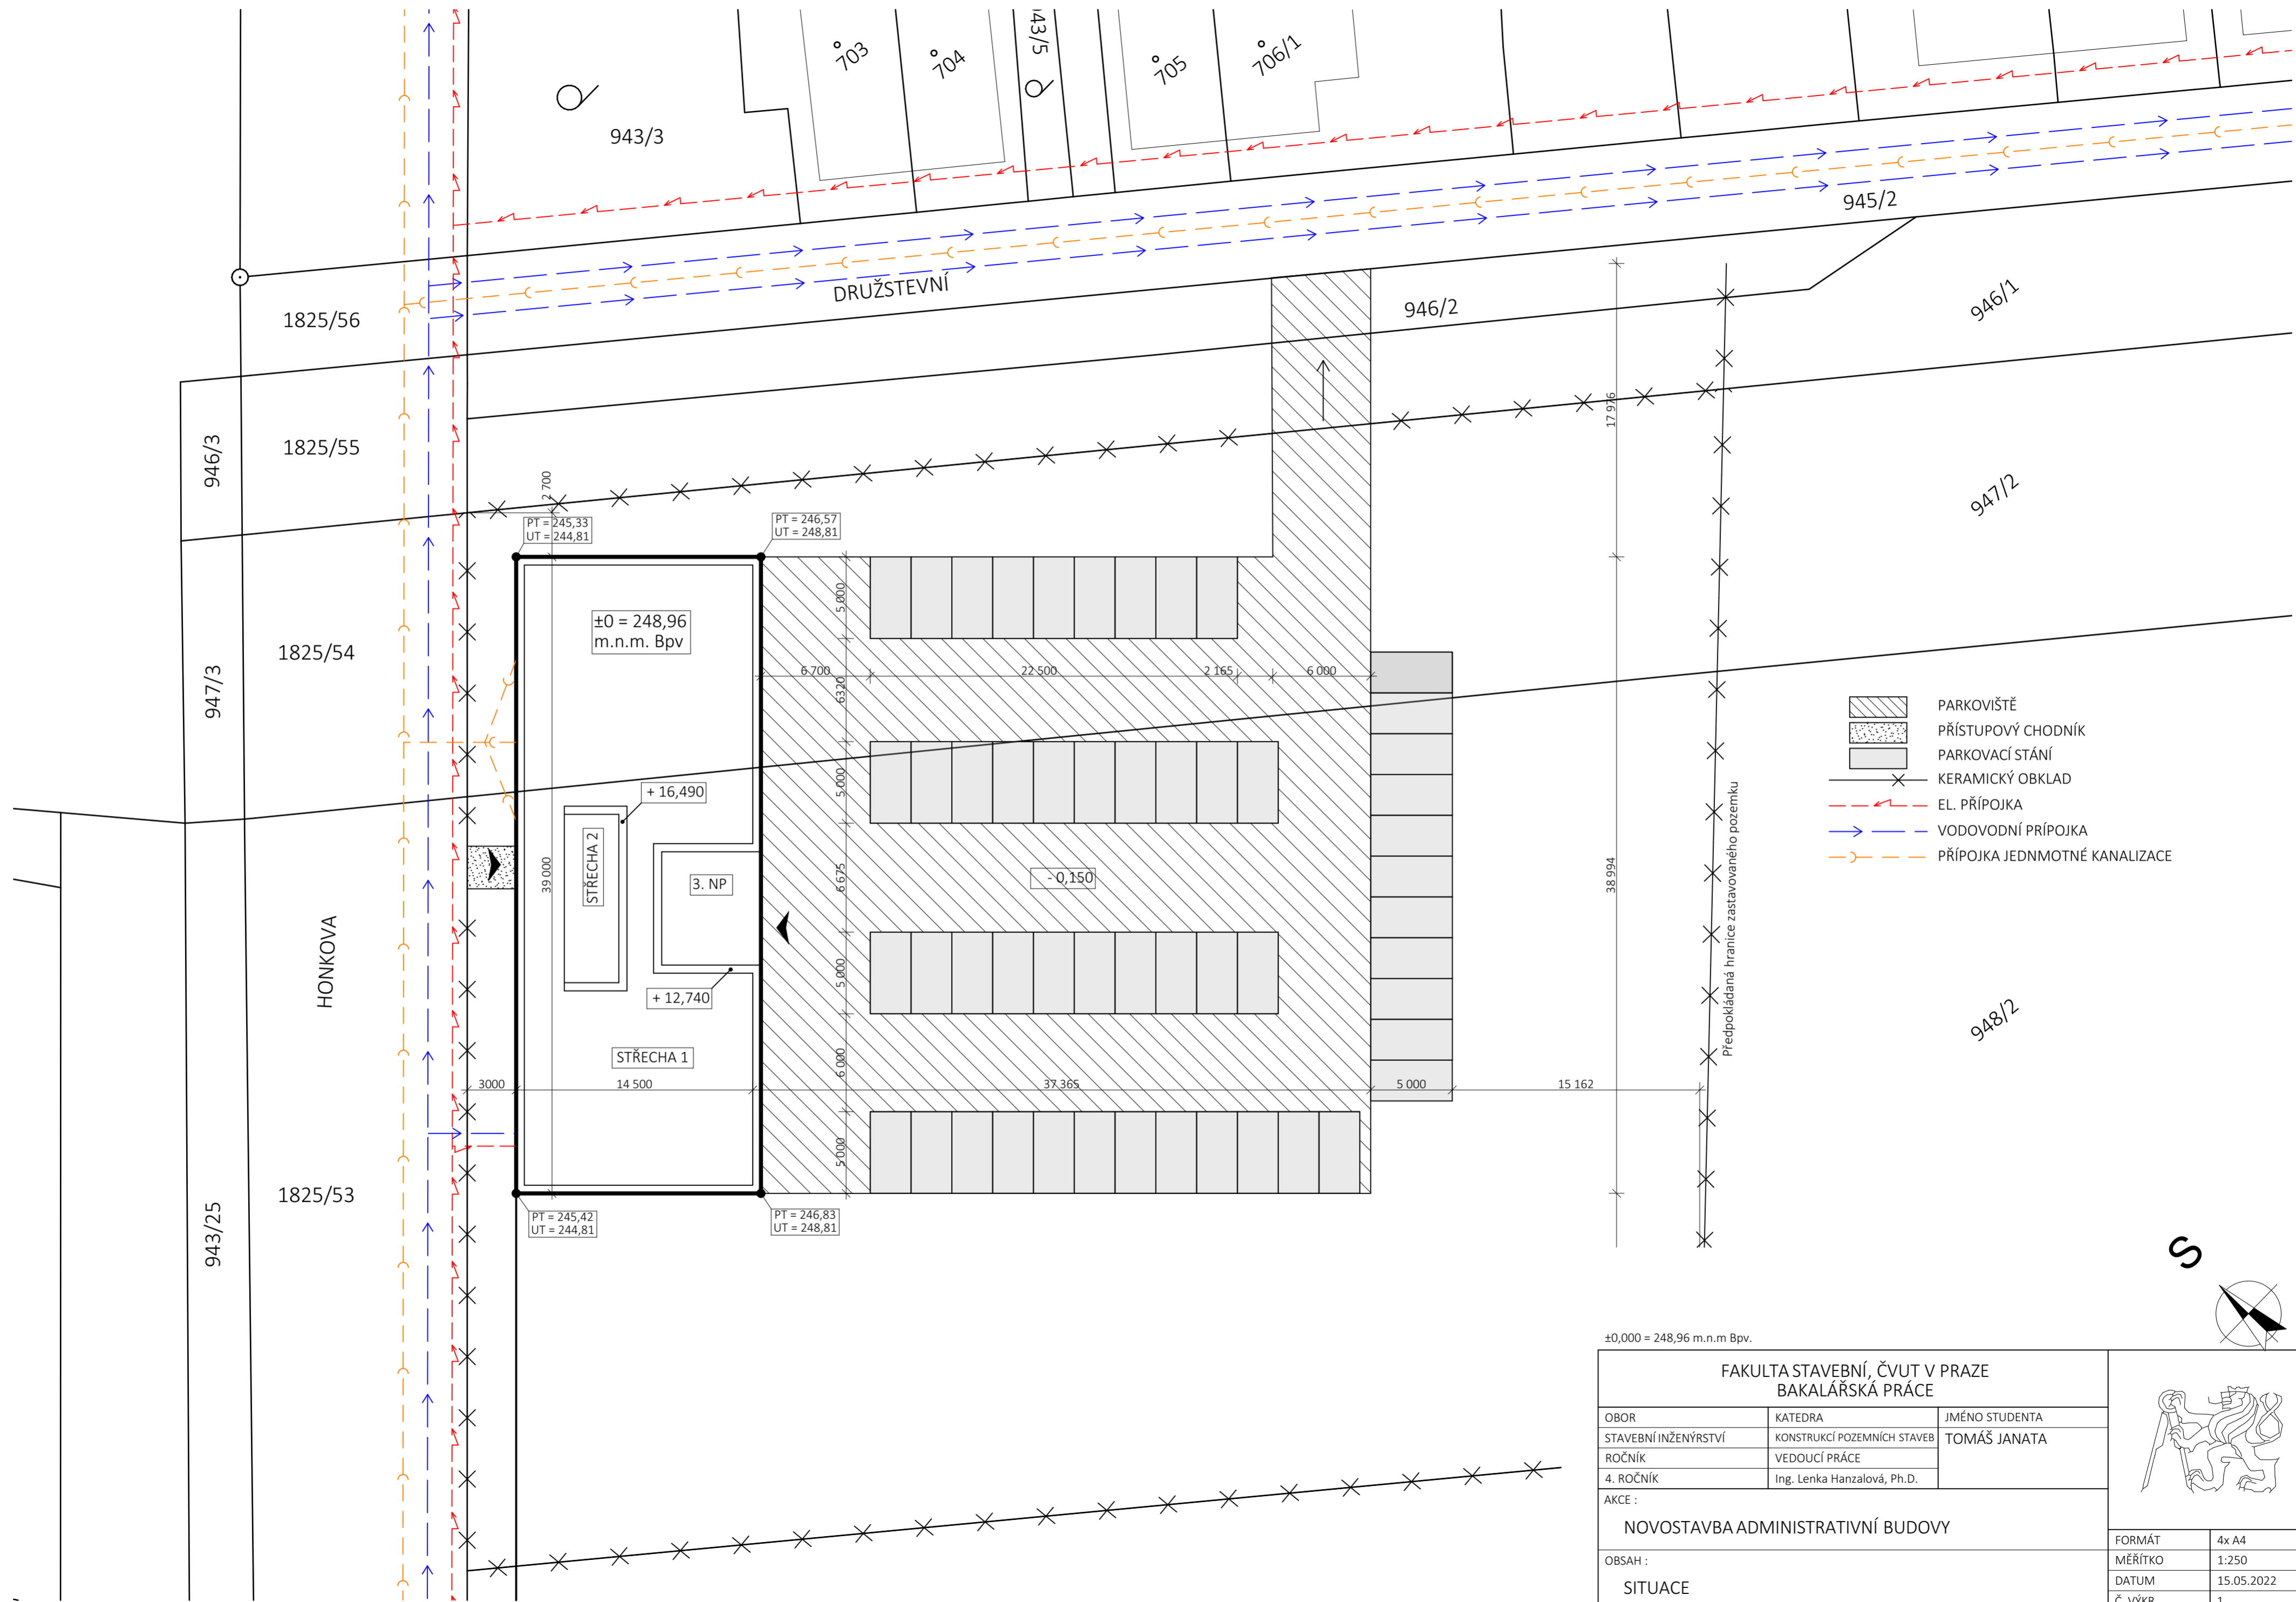 703
704
943/5
705
706/1
943/3
945/2
DRUŽSTEVNÍ
946/2
946/1
1825/56
17 976
946/3
1825/55
947/2
2 700
PT = 245,33
UT = 244,81
PT = 246,57
UT = 248,81
±0 = 248,96
m.n.m. Bpv
5 000
1825/54
947/3
6 700
22 500
2 165
6 000
6320
PARKOVIŠTĚ
PŘÍSTUPOVÝ CHODNÍK
PARKOVACÍ STÁNÍ
KERAMICKÝ OBKLAD
EL. PŘÍPOJKA
VODOVODNÍ PRÍPOJKA
PŘÍPOJKA JEDNMOTNÉ KANALIZACE
5 000
+ 16,490
STŘECHA 2
39 000
3. NP
6 675
- 0,150
38 994
Předpokládaná hranice zastavovaného pozemku
HONKOVA
5 000
+ 12,740
948/2
STŘECHA 1
6 000
3000
14 500
37 365
5 000
15 162
5 000
1825/53
943/25
PT = 245,42
UT = 244,81
PT = 246,83
UT = 248,81
S
±0,000 = 248,96 m.n.m Bpv.
FAKULTA STAVEBNÍ, ČVUT V PRAZE
BAKALÁŘSKÁ PRÁCE
OBOR
KATEDRA
JMÉNO STUDENTA
STAVEBNÍ INŽENÝRSTVÍ
KONSTRUKCÍ POZEMNÍCH STAVEB
TOMÁŠ JANATA
ROČNÍK
VEDOUCÍ PRÁCE
4. ROČNÍK
Ing. Lenka Hanzalová, Ph.D.
AKCE :
NOVOSTAVBA ADMINISTRATIVNÍ BUDOVY
OBSAH :
SITUACE
FORMÁT
4x A4
MĚŘÍTKO
1:250
DATUM
15.05.2022
Č. VÝKR.
1